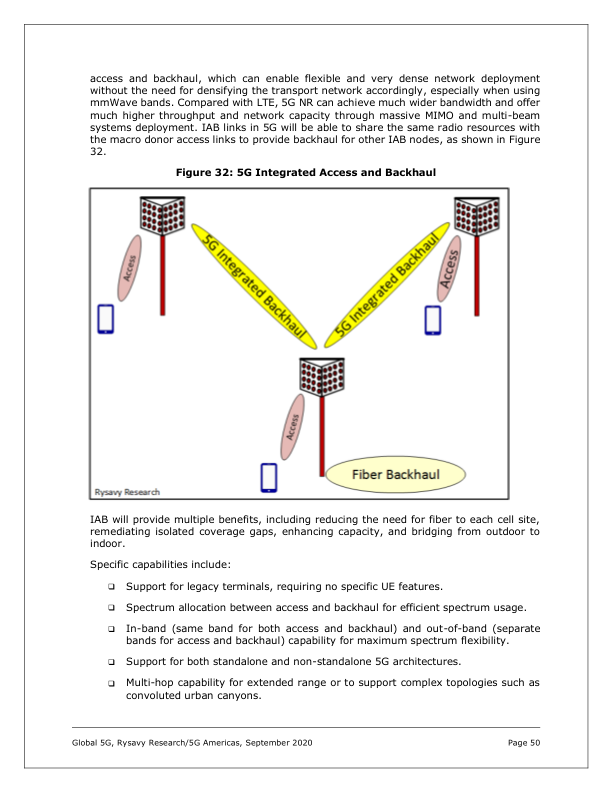 access and backhaul, which can enable flexible and very dense network deployment
without the need for densifying the transport network accordingly, especially when using
mmWave bands. Compared with LTE, 5G NR can achieve much wider bandwidth and offer
much higher throughput and network capacity through massive MIMO and multi-beam
systems deployment. IAB links in 5G will be able to share the same radio resources with
the macro donor access links to provide backhaul for other IAB nodes, as shown in Figure
32.
Figure 32: 5G Integrated Access and Backhaul
Access
5G Integrated Backhaul
5G Integrated Backhaul
Access
Access
Fiber Backhaul
Rysavy Research
IAB will provide multiple benefits, including reducing the need for fiber to each cell site,
remediating isolated coverage gaps, enhancing capacity, and bridging from outdoor to
indoor.
Specific capabilities include:
❑ Support for legacy terminals, requiring no specific UE features.
❑ Spectrum allocation between access and backhaul for efficient spectrum usage.
❑ In-band (same band for both access and backhaul) and out-of-band (separate
bands for access and backhaul) capability for maximum spectrum flexibility.
❑ Support for both standalone and non-standalone 5G architectures.
❑ Multi-hop capability for extended range or to support complex topologies such as
convoluted urban canyons.
Global 5G, Rysavy Research/5G Americas, September 2020 Page 50